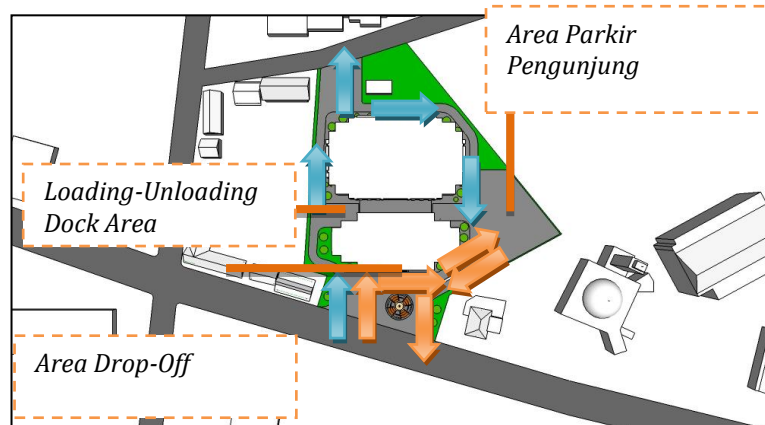 Area Parkir
Pengunjung
Loading-Unloading
Dock Area
Area Drop-Off